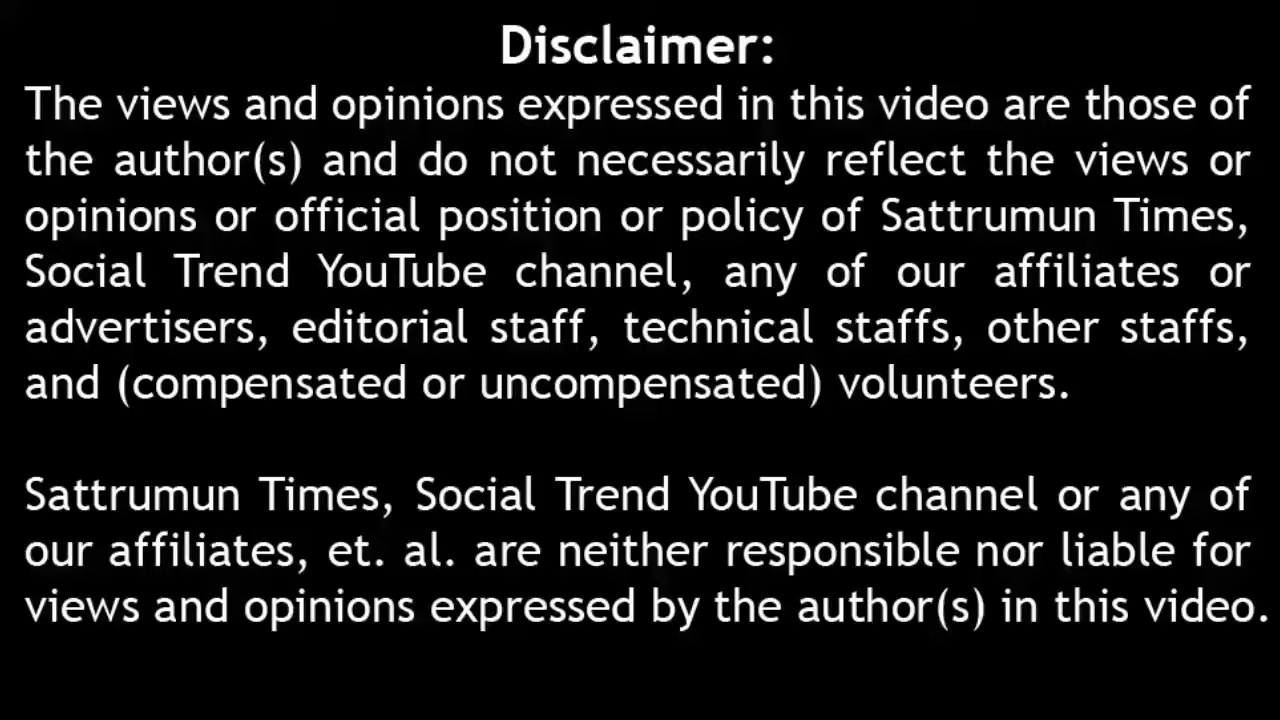 Disclaimer:
The views and opinions expressed in this video are those of
the author(s) and do not necessarily reflect the views or
opinions or official position or policy of Sattrumun Times,
Social Trend YouTube channel, any of our affiliates or
advertisers, editorial staff, technical staffs, other staffs,
and (compensated or uncompensated) volunteers.
Sattrumun Times, Social Trend YouTube channel or any of
our affiliates, et. al. are neither responsible nor liable for
views and opinions expressed by the author(s) in this video.